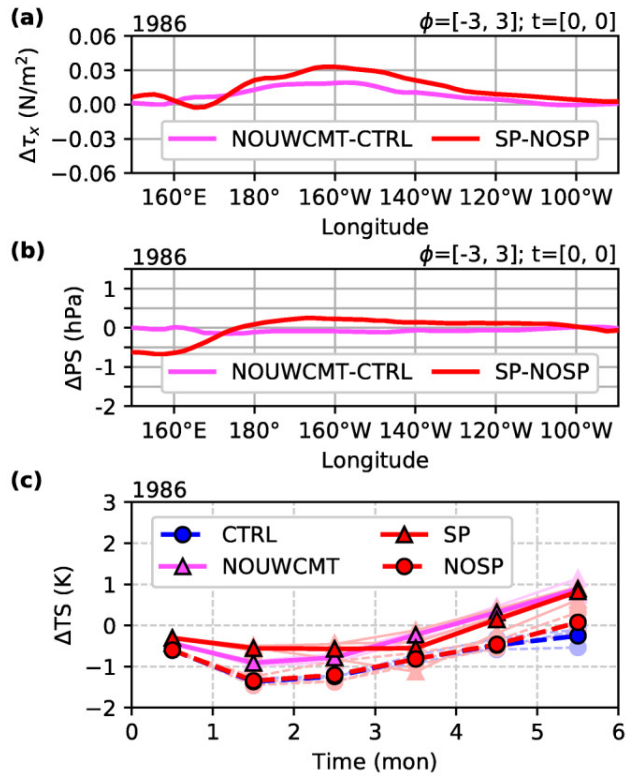 (a)
1986
ϕ=[-3, 3]; t=[0, 0]
Δτₓ (N/m²)
0.06
0.03
0.00
−0.03
−0.06
NOUWCMT-CTRL
SP-NOSP
160°E 180° 160°W 140°W 120°W 100°W
Longitude
(b)
1986
ϕ=[-3, 3]; t=[0, 0]
ΔPS (hPa)
1
0
-1
-2
NOUWCMT-CTRL
SP-NOSP
160°E 180° 160°W 140°W 120°W 100°W
Longitude
(c)
1986
ΔTS (K)
3
2
1
0
−1
−2
CTRL
NOUWCMT
SP
NOSP
0 1 2 3 4 5 6
Time (mon)